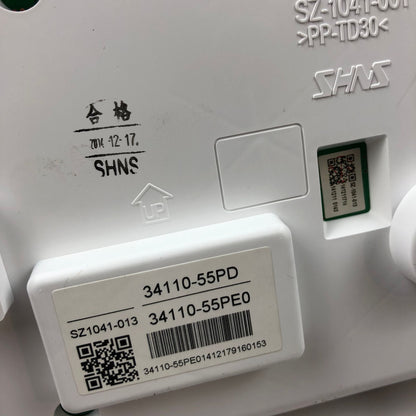 SZ-1041-001
>PP-TD30<
SHNS
合格
2014-12-17
SHNS
UP
34110-55PD
SZ1041-013
34110-55PE0
34110-55PE01412179160153